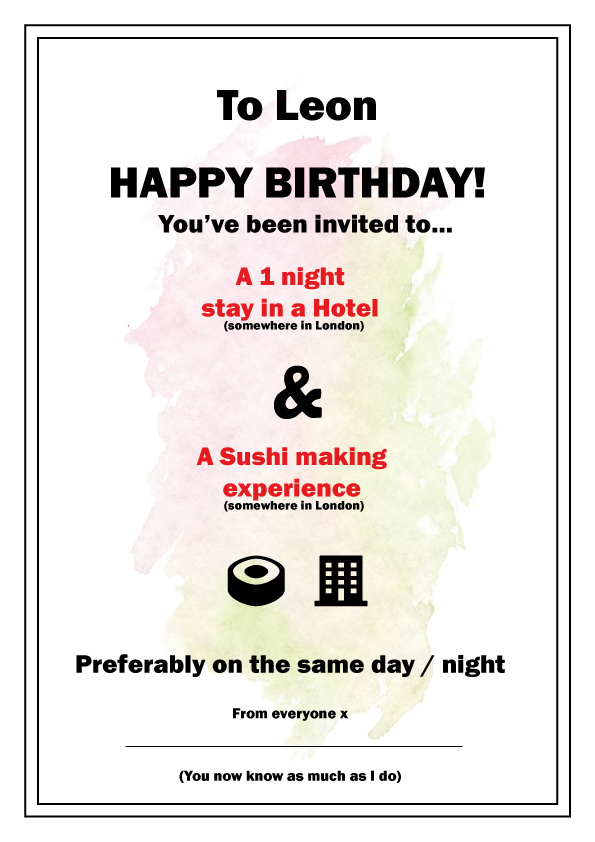 To Leon
HAPPY BIRTHDAY!
You've been invited to...
A 1 night
stay in a Hotel
(somewhere in London)
&
A Sushi making
experience
(somewhere in London)
Preferably on the same day / night
From everyone x
(You now know as much as I do)